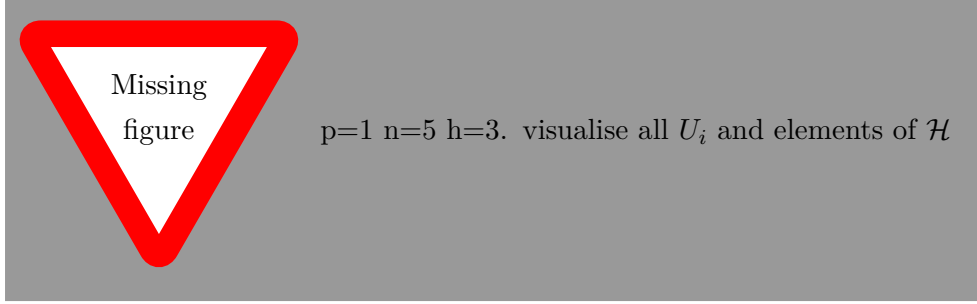 Missing
figure
p=1 n=5 h=3. visualise all $U_i$ and elements of $\mathcal{H}$